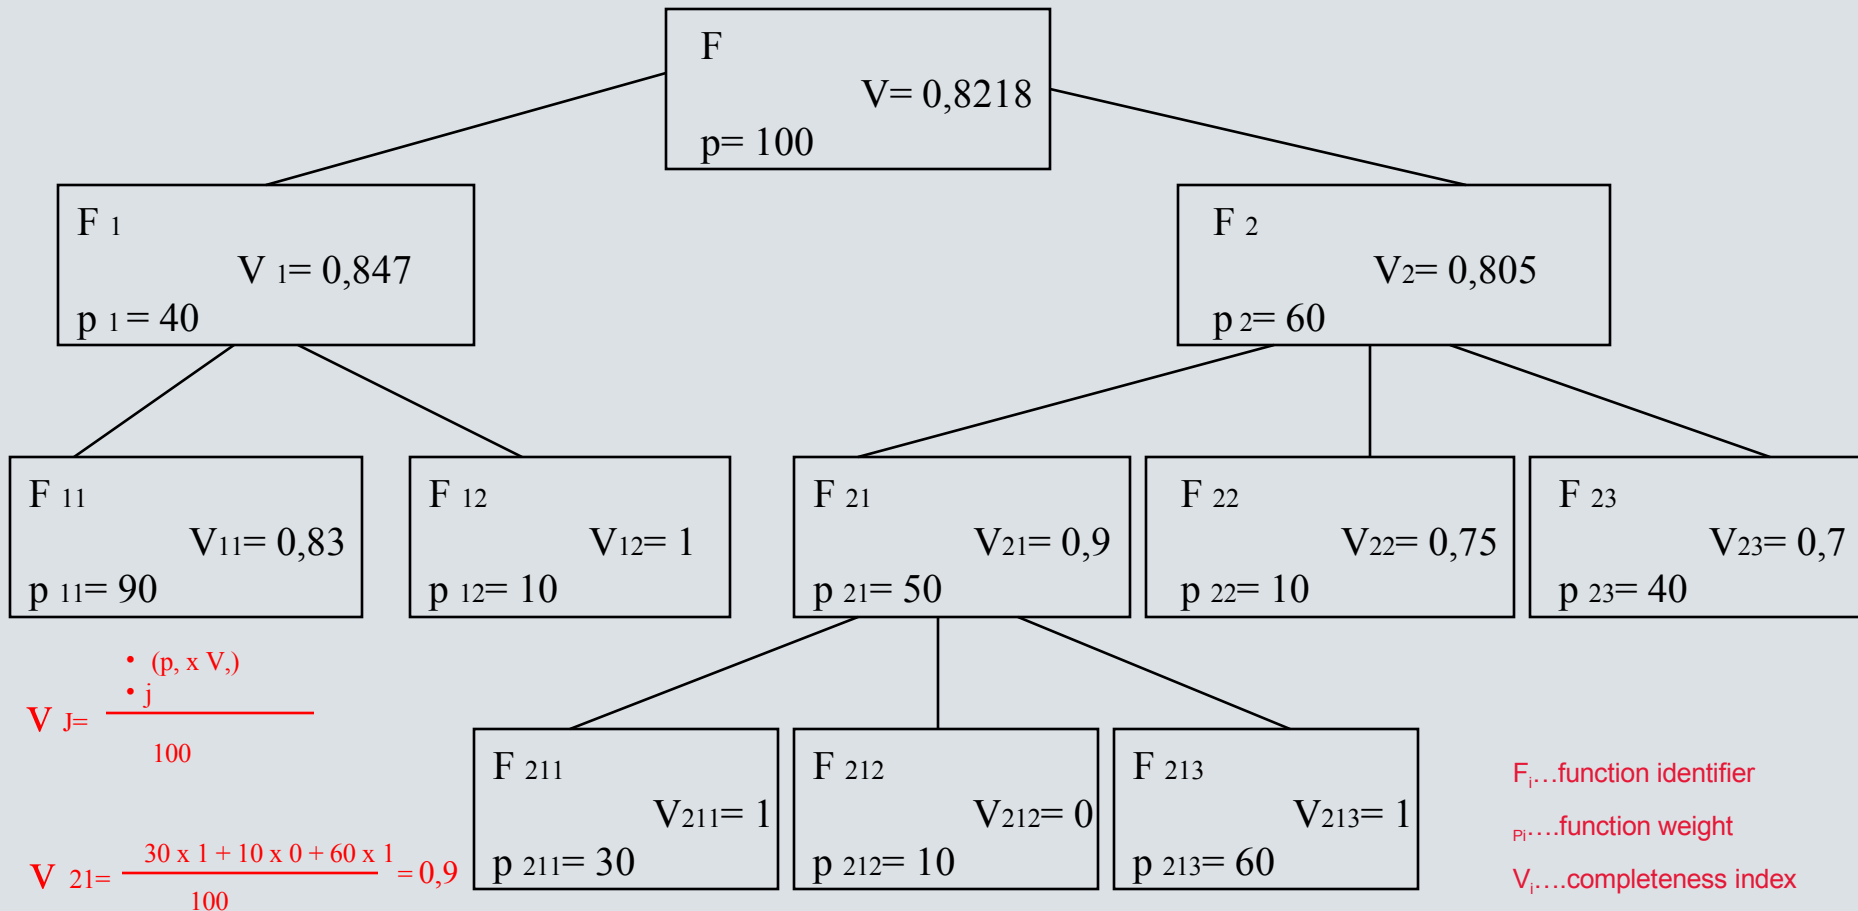 F
V= 0,8218
p= 100
F 1
V 1= 0,847
p 1 = 40
F 2
V2= 0,805
p 2= 60
F 11
V11= 0,83
p 11= 90
F 12
V12= 1
p 12= 10
F 21
V21= 0,9
p 21= 50
F 22
V22= 0,75
p 22= 10
F 23
V23= 0,7
p 23= 40
• (p, x V,)
• j
V J=
100
F 211
V211= 1
p 211= 30
F 212
V212= 0
p 212= 10
F 213
V213= 1
p 213= 60
30 x 1 + 10 x 0 + 60 x 1
V 21= = 0,9
100
Fi…function identifier
Pi….function weight
Vi….completeness index